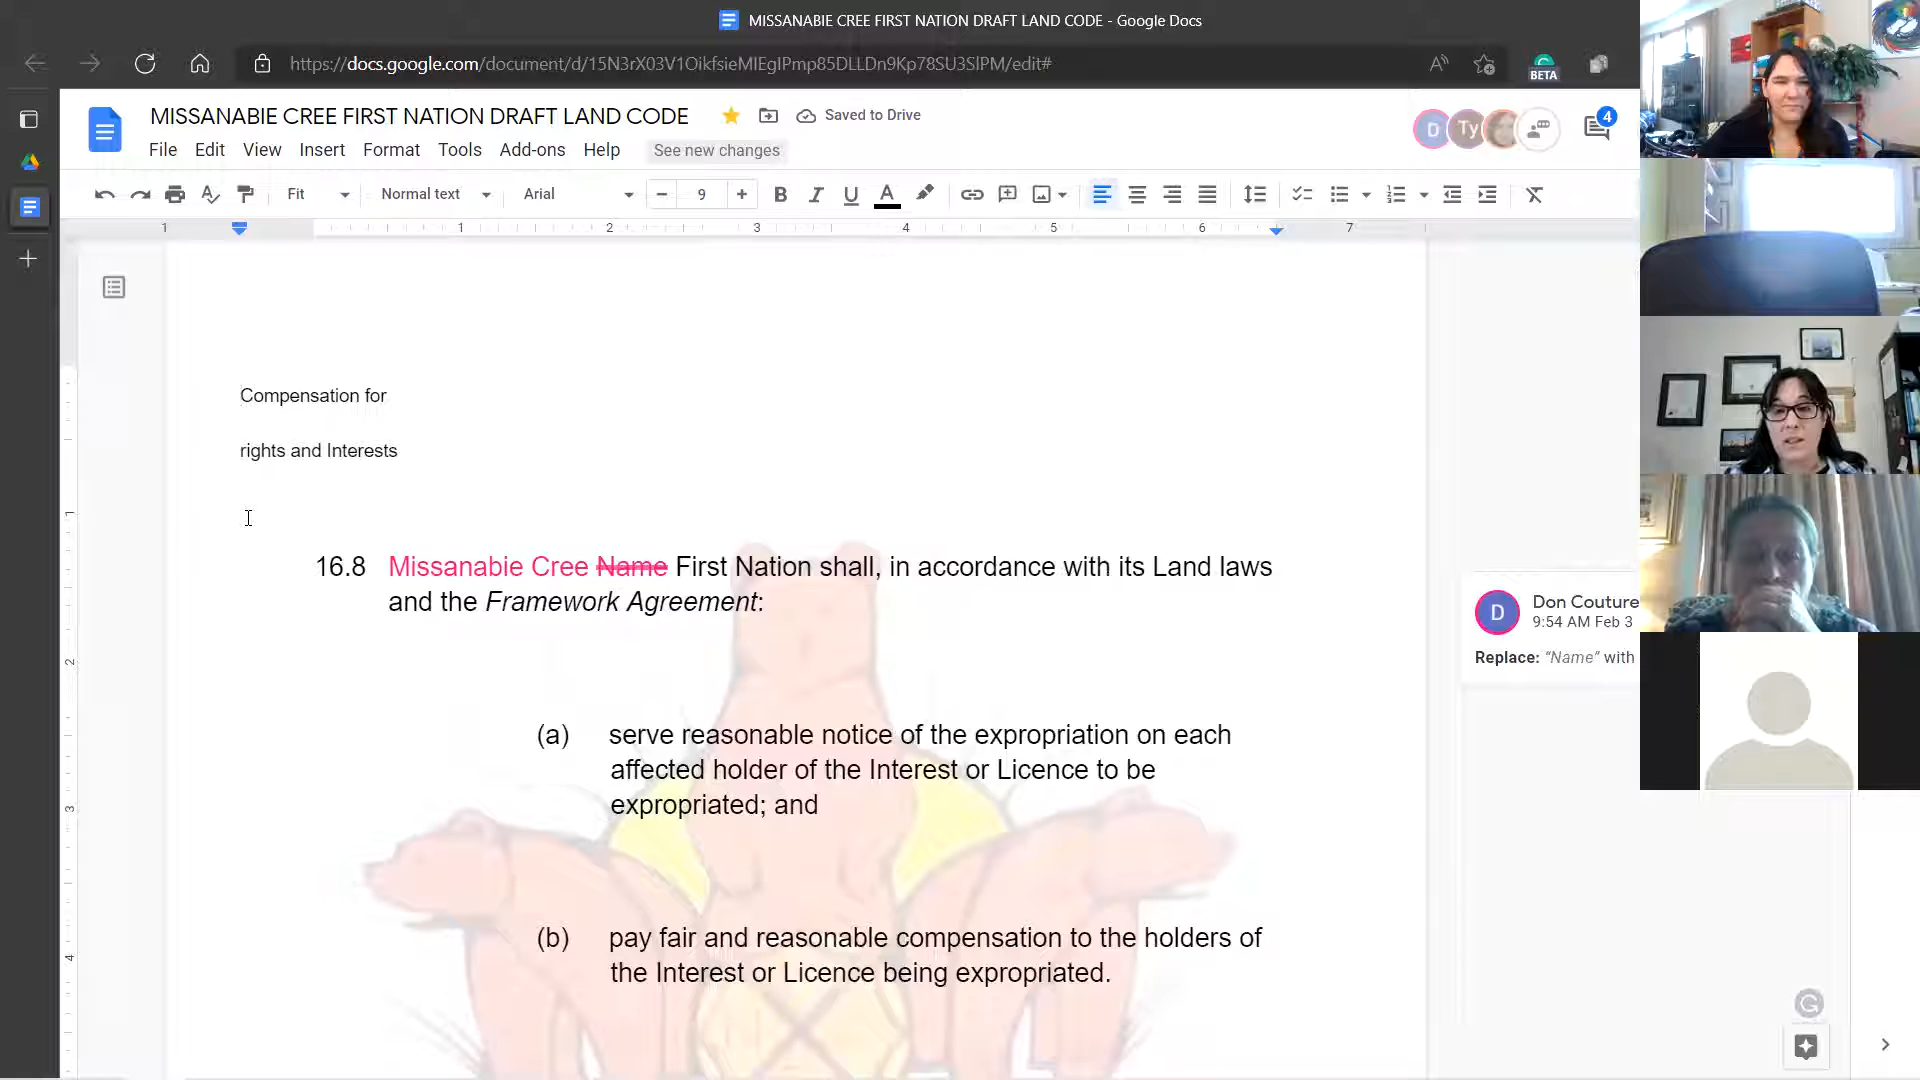 MISSANABIE CREE FIRST NATION DRAFT LAND CODE - Google Docs
https://docs.google.com/document/d/15N3rX03V1OikfsieMIEgIPmp85DLLDn9Kp78SU3SlPM/edit#
BETA
MISSANABIE CREE FIRST NATION DRAFT LAND CODE
Saved to Drive
D
Ty
4
File Edit View Insert Format Tools Add-ons Help See new changes
Fit Normal text Arial 9
1 1 2 3 4 5 6 7
Compensation for
rights and Interests
16.8 Missanabie Cree Name First Nation shall, in accordance with its Land laws
and the Framework Agreement:
(a) serve reasonable notice of the expropriation on each
affected holder of the Interest or Licence to be
expropriated; and
(b) pay fair and reasonable compensation to the holders of
the Interest or Licence being expropriated.
D
Don Couture
9:54 AM Feb 3
Replace: “Name” with
1
2
3
4